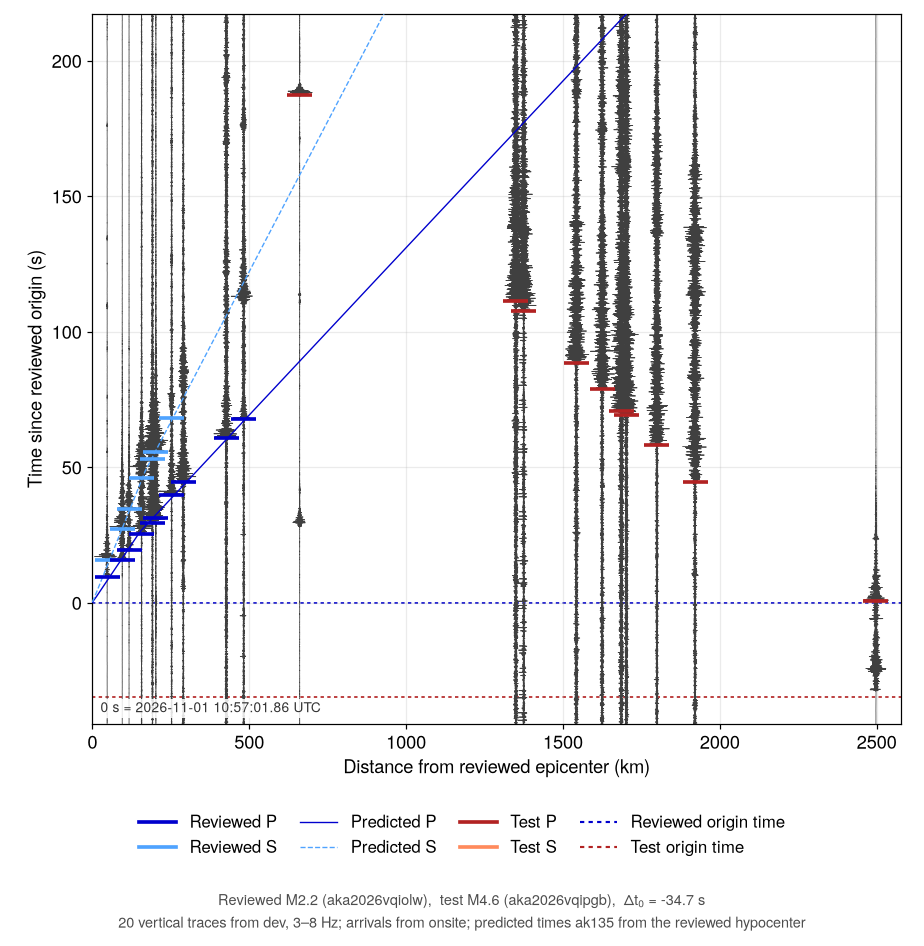 200
150
100
50
0
Time since reviewed origin (s)
0 s = 2026-11-01 10:57:01.86 UTC
0 500 1000 1500 2000 2500
Distance from reviewed epicenter (km)
Reviewed P Predicted P Test P Reviewed origin time
Reviewed S Predicted S Test S Test origin time
Reviewed M2.2 (aka2026vqlolw), test M4.6 (aka2026vqlpgb), Δt₀ = -34.7 s
20 vertical traces from dev, 3–8 Hz; arrivals from onsite; predicted times ak135 from the reviewed hypocenter